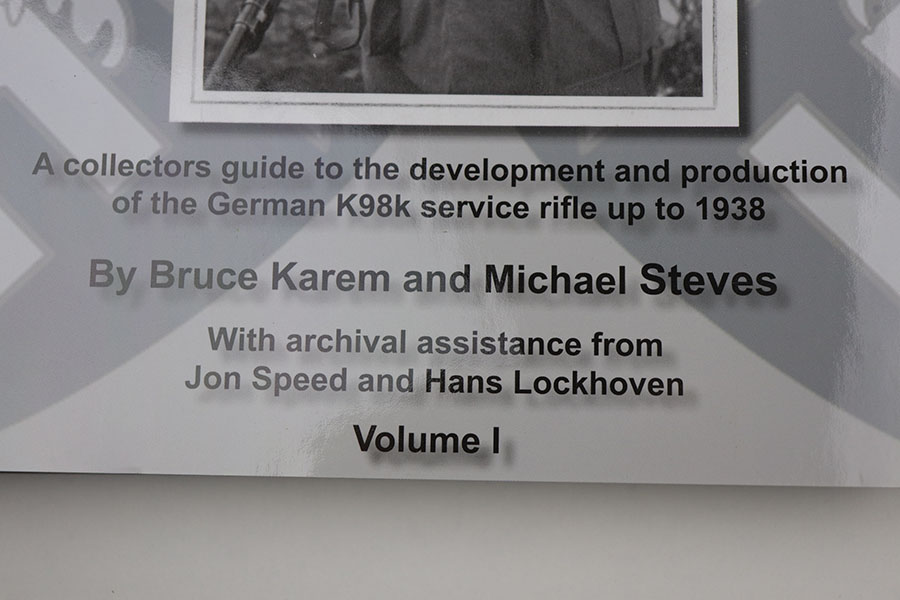 A collectors guide to the development and production
of the German K98k service rifle up to 1938
By Bruce Karem and Michael Steves
With archival assistance from
Jon Speed and Hans Lockhoven
Volume I